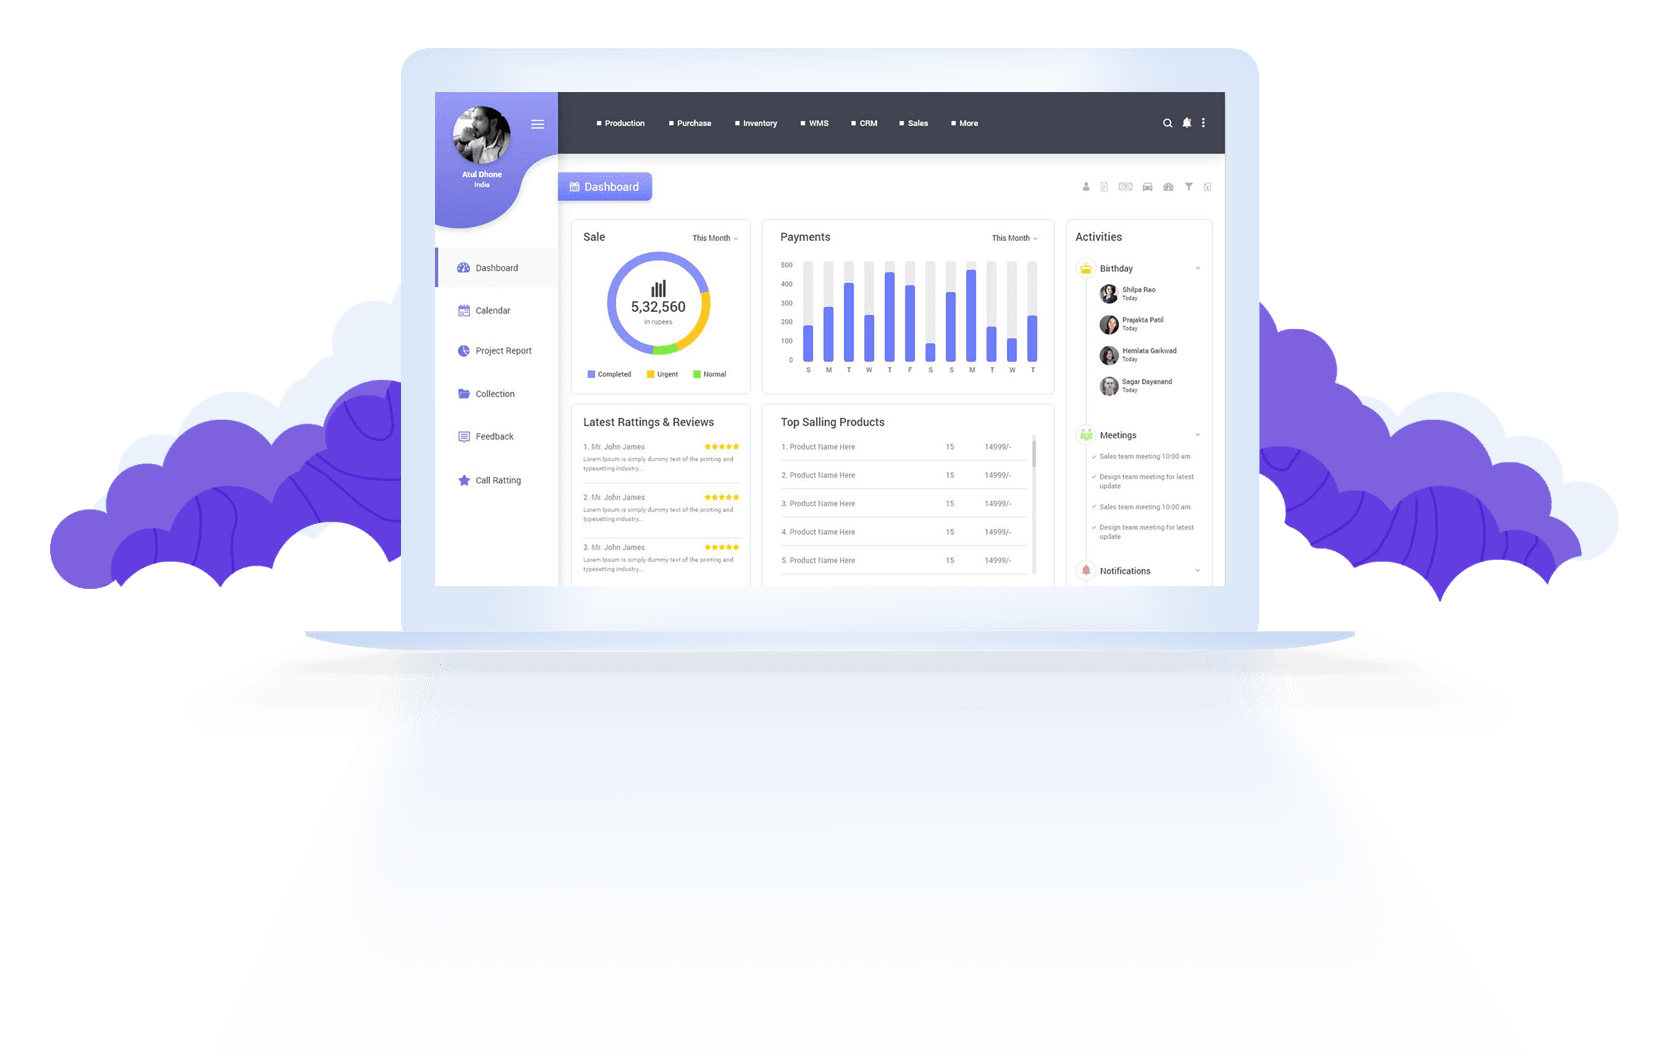 Atul Dhone
India
Production
Purchase
Inventory
WMS
CRM
Sales
More
Dashboard
Dashboard
Calendar
Project Report
Collection
Feedback
Call Ratting
Sale
This Month
5,32,560
in rupees
Completed
Urgent
Normal
Payments
This Month
500
400
300
200
100
0
S M T W T F S S M T W T
Latest Rattings & Reviews
1. Mr. John James
Lorem Ipsum is simply dummy text of the printing and
typesetting industry...
2. Mr. John James
Lorem Ipsum is simply dummy text of the printing and
typesetting industry...
3. Mr. John James
Lorem Ipsum is simply dummy text of the printing and
typesetting industry...
Top Salling Products
1. Product Name Here 15 14999/-
2. Product Name Here 15 14999/-
3. Product Name Here 15 14999/-
4. Product Name Here 15 14999/-
5. Product Name Here 15 14999/-
Activities
Birthday
Shilpa Rao
Today
Prajakta Patil
Today
Hemlata Gaikwad
Today
Sagar Dayanand
Today
Meetings
Sales team meeting 10:00 am
Design team meeting for latest
update
Sales team meeting 10:00 am
Design team meeting for latest
update
Notifications